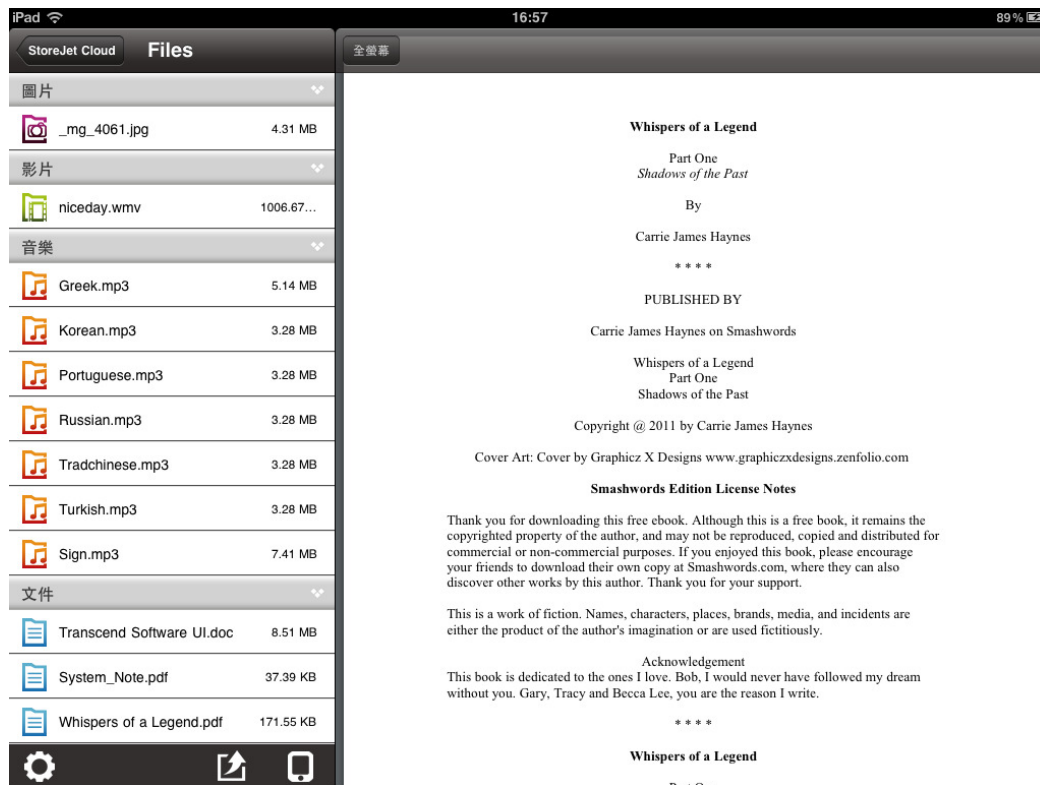 iPad 16:57 89%
StoreJet Cloud Files
全螢幕
圖片
_mg_4061.jpg 4.31 MB
影片
niceday.wmv 1006.67...
音樂
Greek.mp3 5.14 MB
Korean.mp3 3.28 MB
Portuguese.mp3 3.28 MB
Russian.mp3 3.28 MB
Tradchinese.mp3 3.28 MB
Turkish.mp3 3.28 MB
Sign.mp3 7.41 MB
文件
Transcend Software UI.doc 8.51 MB
System_Note.pdf 37.39 KB
Whispers of a Legend.pdf 171.55 KB
Whispers of a Legend
Part One
Shadows of the Past
By
Carrie James Haynes
* * * *
PUBLISHED BY
Carrie James Haynes on Smashwords
Whispers of a Legend
Part One
Shadows of the Past
Copyright @ 2011 by Carrie James Haynes
Cover Art: Cover by Graphicz X Designs www.graphiczxdesigns.zenfolio.com
Smashwords Edition License Notes
Thank you for downloading this free ebook. Although this is a free book, it remains the
copyrighted property of the author, and may not be reproduced, copied and distributed for
commercial or non-commercial purposes. If you enjoyed this book, please encourage
your friends to download their own copy at Smashwords.com, where they can also
discover other works by this author. Thank you for your support.
This is a work of fiction. Names, characters, places, brands, media, and incidents are
either the product of the author's imagination or are used fictitiously.
Acknowledgement
This book is dedicated to the ones I love. Bob, I would never have followed my dream
without you. Gary, Tracy and Becca Lee, you are the reason I write.
* * * *
Whispers of a Legend